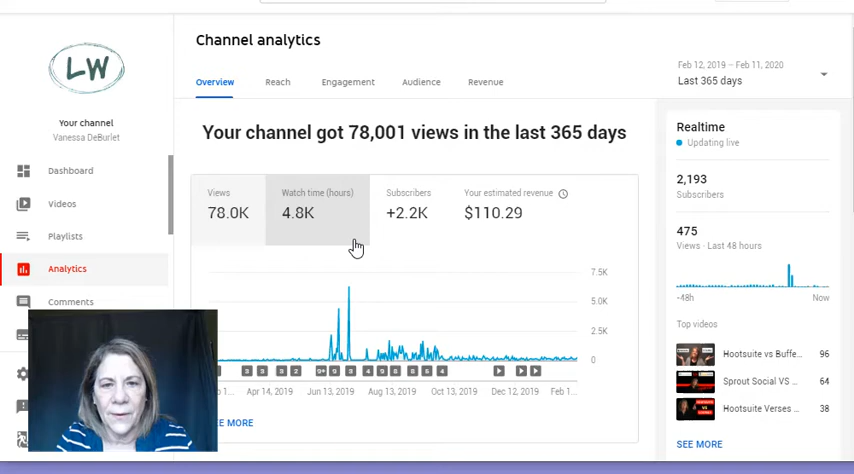 LW
Your channel
Vanessa DeBurlet
Dashboard
Videos
Playlists
Analytics
Comments
Channel analytics
Overview
Reach
Engagement
Audience
Revenue
Feb 12, 2019 – Feb 11, 2020
Last 365 days
Your channel got 78,001 views in the last 365 days
Views
78.0K
Watch time (hours)
4.8K
Subscribers
+2.2K
Your estimated revenue
$110.29
7.5K
5.0K
2.5K
0
Apr 14, 2019
Jun 13, 2019
Aug 13, 2019
Oct 13, 2019
Dec 12, 2019
Feb 1...
EE MORE
Realtime
Updating live
2,193
Subscribers
475
Views · Last 48 hours
-48h
Now
Top videos
Hootsuite vs Buffe...
96
Sprout Social VS ...
64
Hootsuite Verses ...
38
SEE MORE